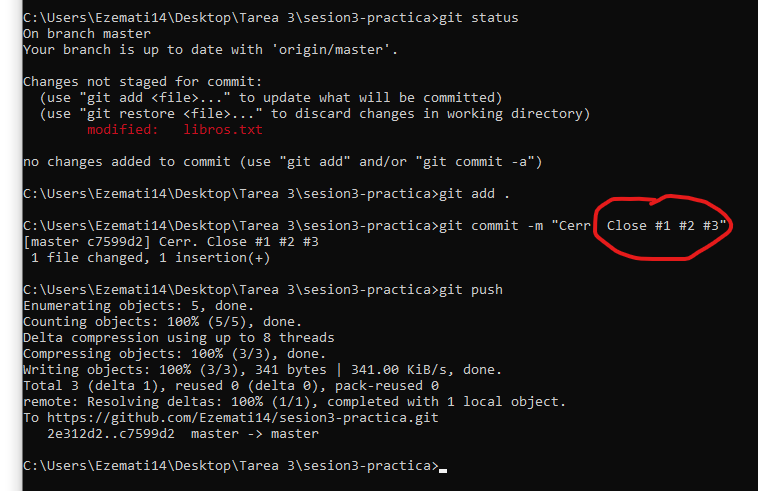 C:\Users\Ezemati14\Desktop\Tarea 3\sesion3-practica>git status
On branch master
Your branch is up to date with 'origin/master'.
Changes not staged for commit:
(use "git add <file>..." to update what will be committed)
(use "git restore <file>..." to discard changes in working directory)
modified: libros.txt
no changes added to commit (use "git add" and/or "git commit -a")
C:\Users\Ezemati14\Desktop\Tarea 3\sesion3-practica>git add .
C:\Users\Ezemati14\Desktop\Tarea 3\sesion3-practica>git commit -m "Cerr Close #1 #2 #3"
[master c7599d2] Cerr. Close #1 #2 #3
1 file changed, 1 insertion(+)
C:\Users\Ezemati14\Desktop\Tarea 3\sesion3-practica>git push
Enumerating objects: 5, done.
Counting objects: 100% (5/5), done.
Delta compression using up to 8 threads
Compressing objects: 100% (3/3), done.
Writing objects: 100% (3/3), 341 bytes | 341.00 KiB/s, done.
Total 3 (delta 1), reused 0 (delta 0), pack-reused 0
remote: Resolving deltas: 100% (1/1), completed with 1 local object.
To https://github.com/Ezemati14/sesion3-practica.git
2e312d2..c7599d2 master -> master
C:\Users\Ezemati14\Desktop\Tarea 3\sesion3-practica>